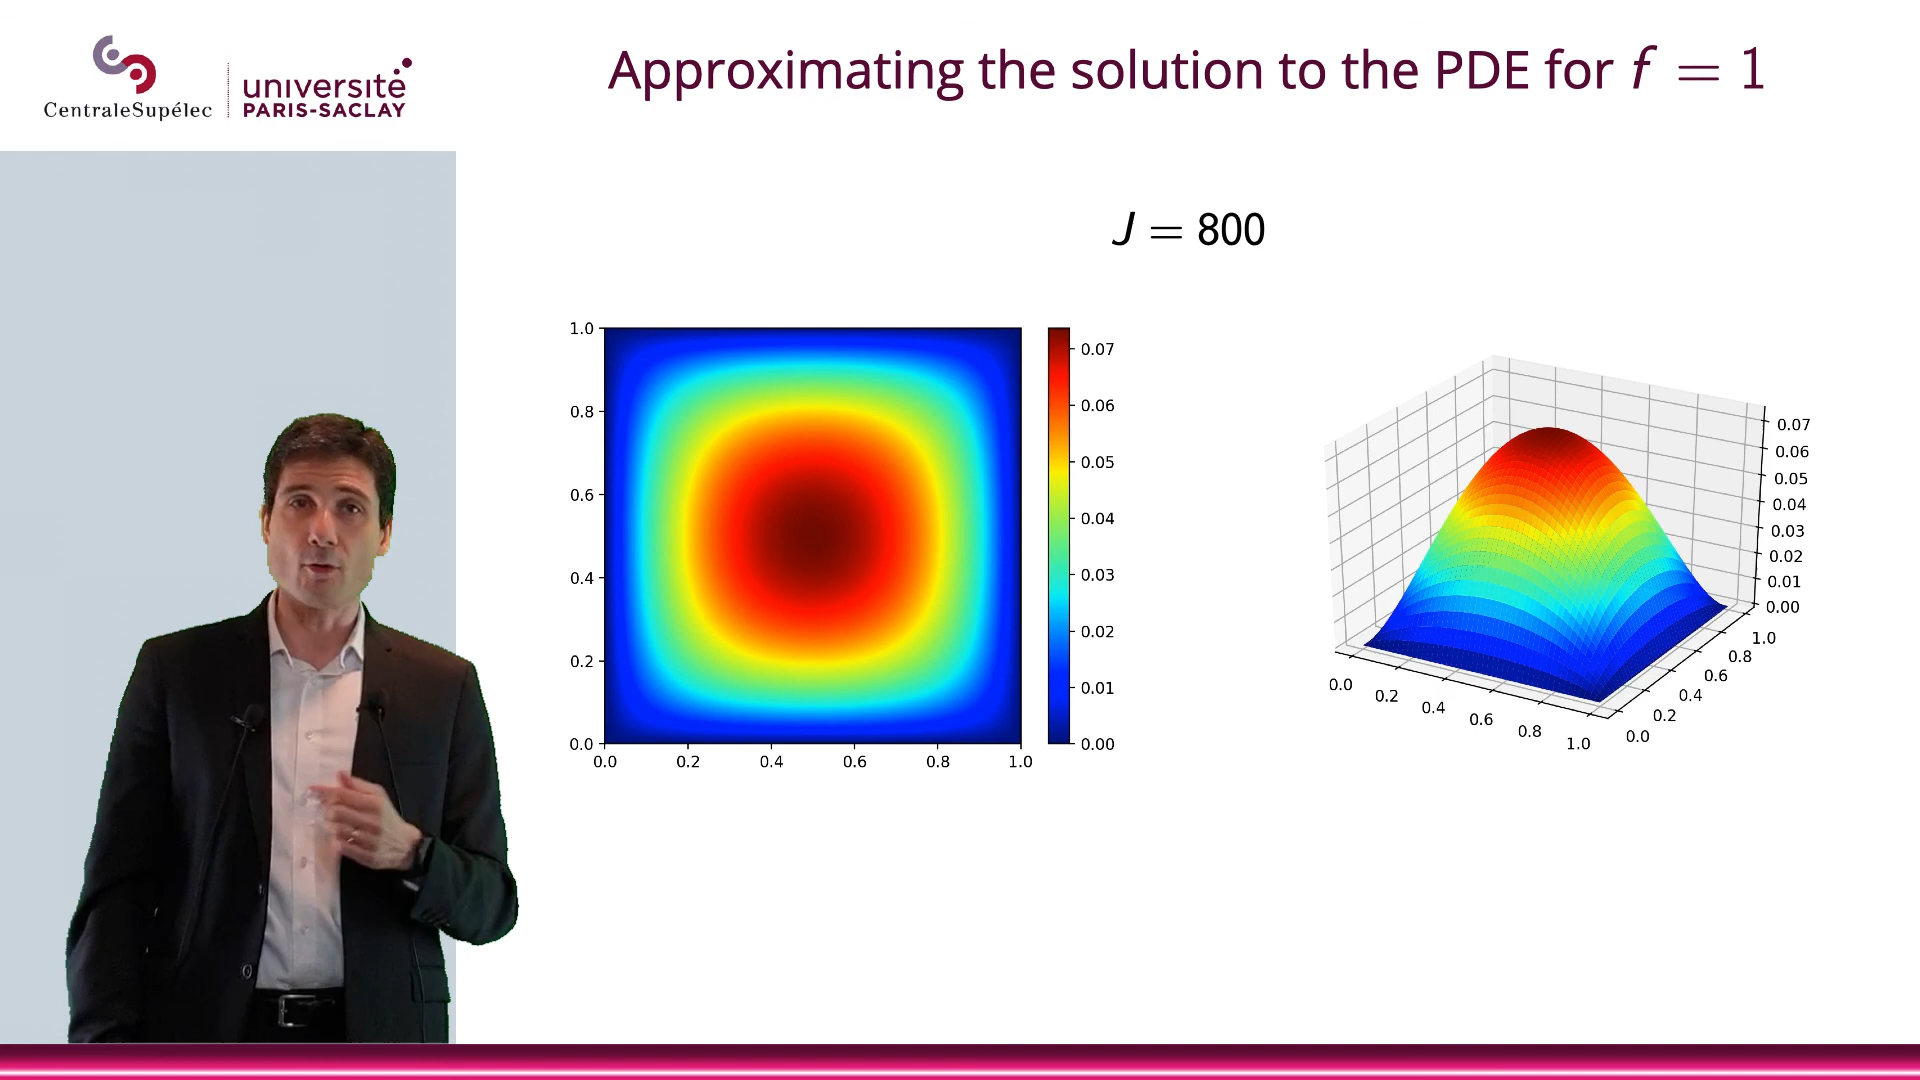 CentraleSupélec
université
PARIS-SACLAY
Approximating the solution to the PDE for f = 1
J = 800
1.0
0.8
0.6
0.4
0.2
0.0
0.0 0.2 0.4 0.6 0.8 1.0
0.07
0.06
0.05
0.04
0.03
0.02
0.01
0.00
0.07
0.06
0.05
0.04
0.03
0.02
0.01
0.00
0.0 0.2 0.4 0.6 0.8 1.0
0.0 0.2 0.4 0.6 0.8 1.0